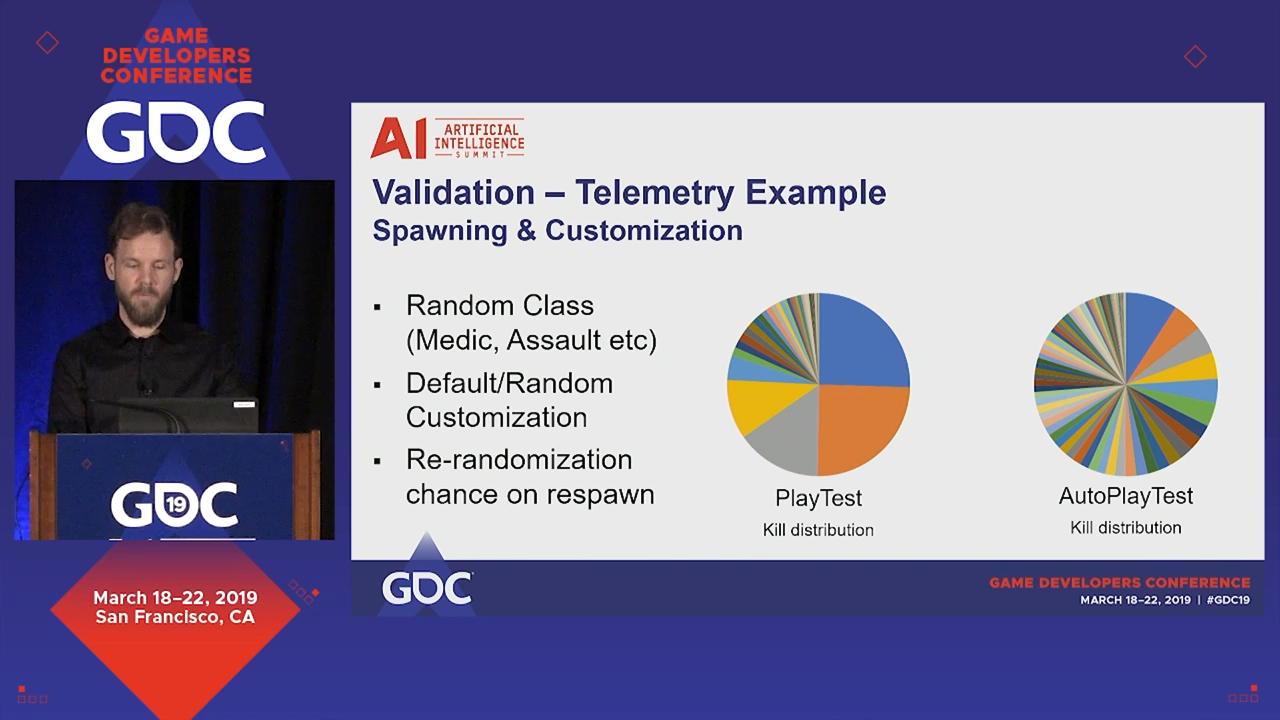 GAME
DEVELOPERS
CONFERENCE
GDC
GDC
19
March 18–22, 2019
San Francisco, CA
AI ARTIFICIAL
INTELLIGENCE
SUMMIT
Validation – Telemetry Example
Spawning & Customization
▪ Random Class
(Medic, Assault etc)
▪ Default/Random
Customization
▪ Re-randomization
chance on respawn
PlayTest
Kill distribution
AutoPlayTest
Kill distribution
GDC
GAME DEVELOPERS CONFERENCE
MARCH 18–22, 2019 | #GDC19